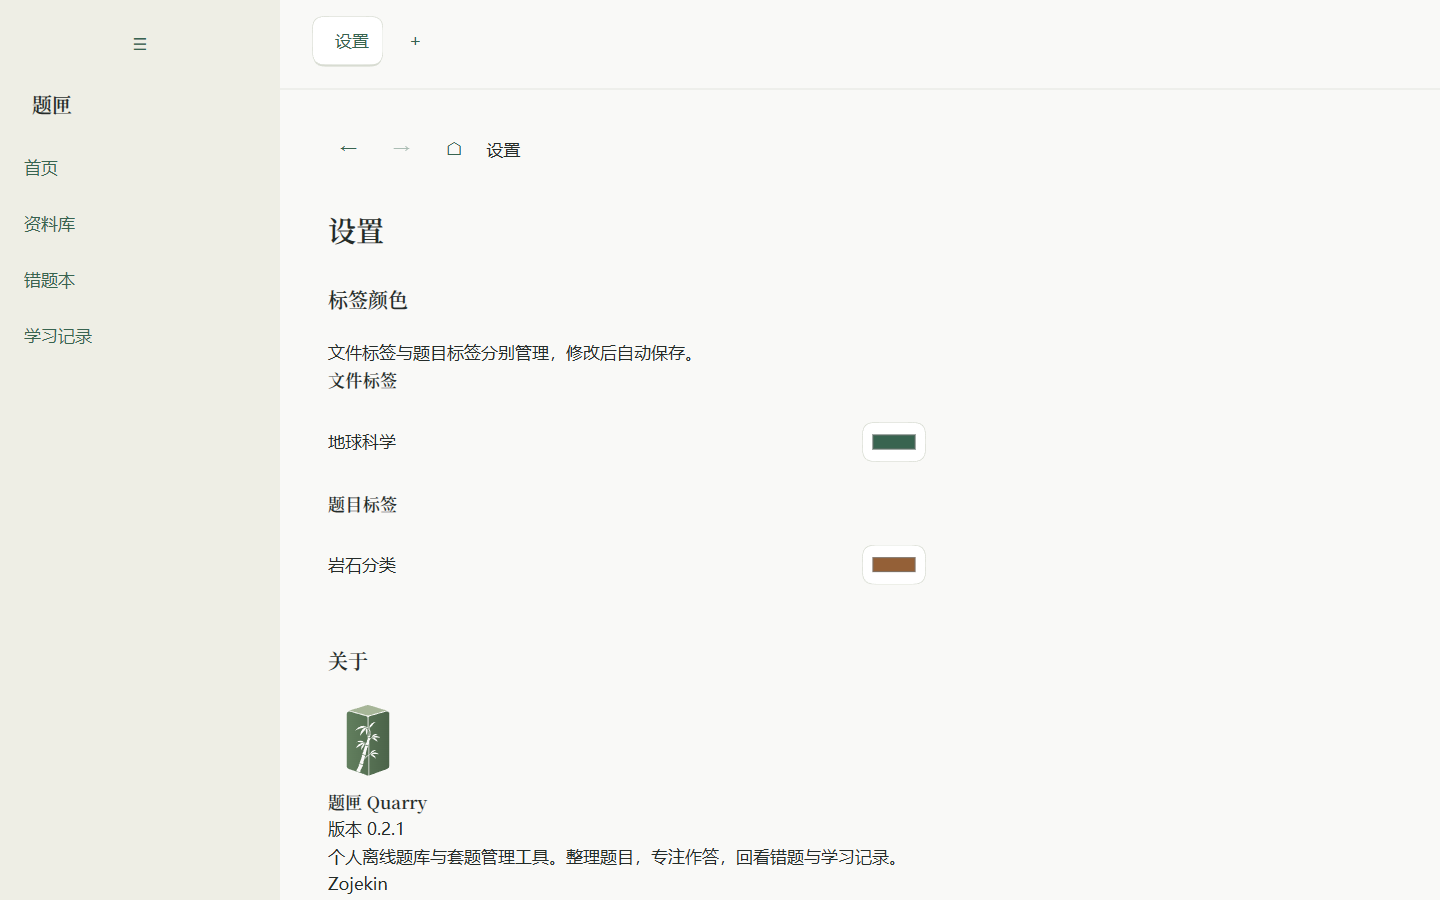 ☰
题匣
首页
资料库
错题本
学习记录
设置
+
← → 设置
设置
标签颜色
文件标签与题目标签分别管理，修改后自动保存。
文件标签
地球科学
题目标签
岩石分类
关于
题匣 Quarry
版本 0.2.1
个人离线题库与套题管理工具。整理题目，专注作答，回看错题与学习记录。
Zojekin